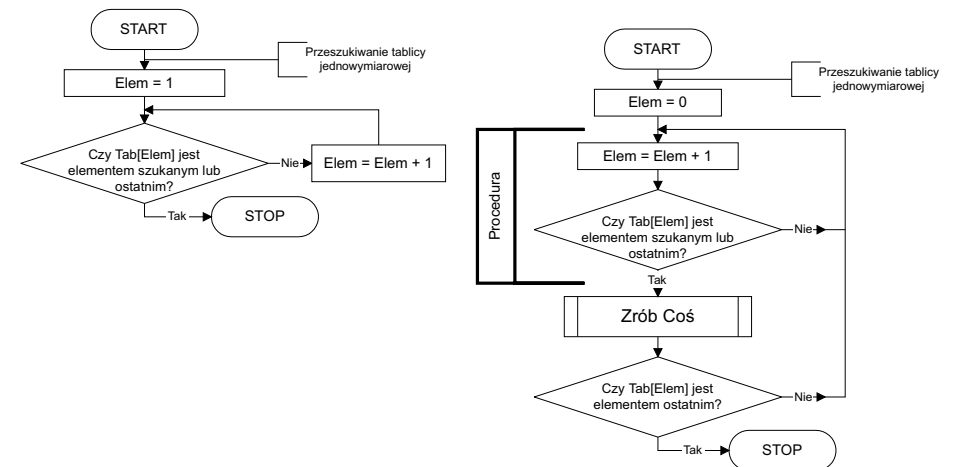 START
Przeszukiwanie tablicy
jednowymiarowej
Elem = 1
Czy Tab[Elem] jest
elementem szukanym lub
ostatnim?
Nie
Elem = Elem + 1
Tak
STOP
START
Przeszukiwanie tablicy
jednowymiarowej
Elem = 0
Procedura
Elem = Elem + 1
Czy Tab[Elem] jest
elementem szukanym lub
ostatnim?
Nie
Tak
Zrób Coś
Czy Tab[Elem] jest
elementem ostatnim?
Nie
Tak
STOP